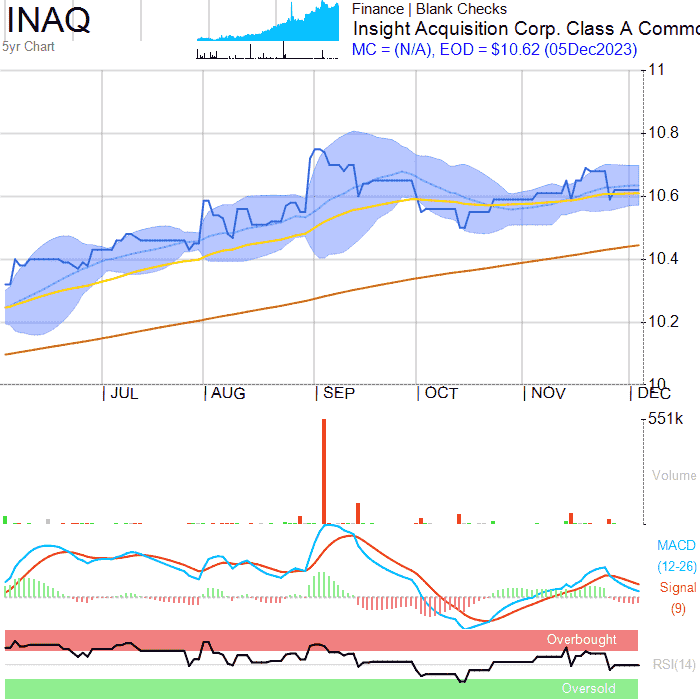 INAQ
5yr Chart
Finance | Blank Checks
Insight Acquisition Corp. Class A Commo
MC = (N/A), EOD = $10.62 (05Dec2023)
11
10.8
10.6
10.4
10.2
10
| JUL | AUG | SEP | OCT | NOV | DEC
551k
Volume
MACD
(12-26)
Signal
(9)
Overbought
RSI(14)
Oversold